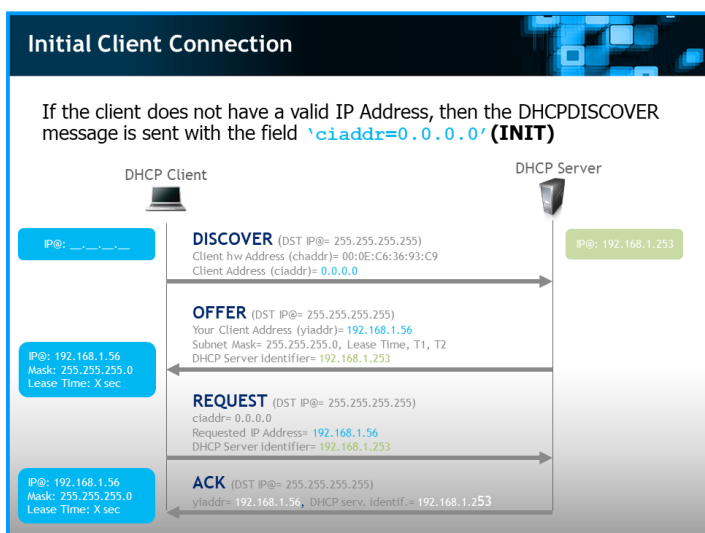 Initial Client Connection
If the client does not have a valid IP Address, then the DHCPDISCOVER
message is sent with the field ‘ciaddr=0.0.0.0’ (INIT)
DHCP Client
DHCP Server
IP@: __.__.__.__
DISCOVER (DST IP@= 255.255.255.255)
Client hw Address (chaddr)= 00:0E:C6:36:93:C9
Client Address (ciaddr)= 0.0.0.0
IP@: 192.168.1.253
OFFER (DST IP@= 255.255.255.255)
Your Client Address (yiaddr)= 192.168.1.56
Subnet Mask= 255.255.255.0, Lease Time, T1, T2
DHCP Server identifier= 192.168.1.253
IP@: 192.168.1.56
Mask: 255.255.255.0
Lease Time: X sec
REQUEST (DST IP@= 255.255.255.255)
ciaddr= 0.0.0.0
Requested IP Address= 192.168.1.56
DHCP Server identifier= 192.168.1.253
IP@: 192.168.1.56
Mask: 255.255.255.0
Lease Time: X sec
ACK (DST IP@= 255.255.255.255)
yiaddr= 192.168.1.56, DHCP serv. identif.= 192.168.1.253